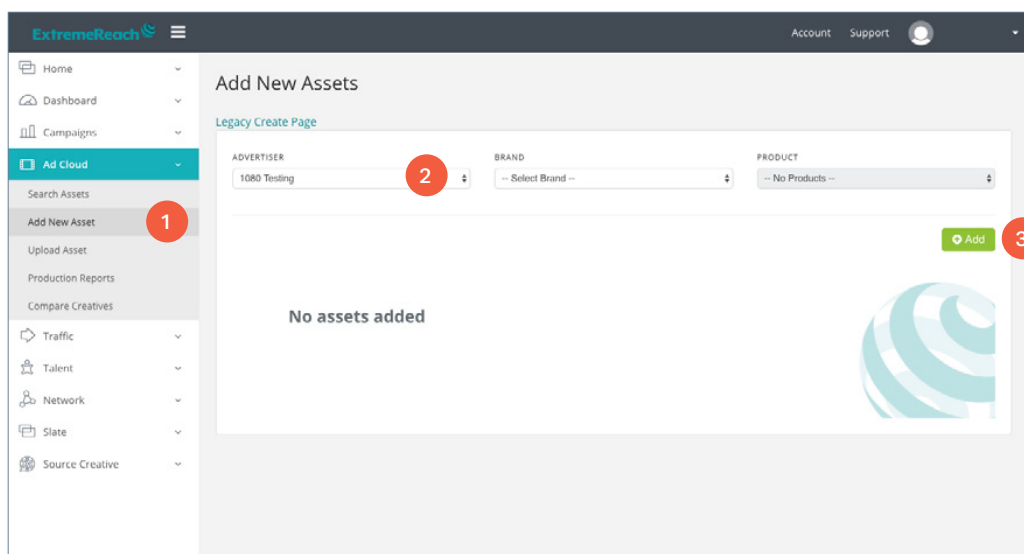 ExtremeReach
Account Support
Home
Dashboard
Campaigns
Ad Cloud
Search Assets
Add New Asset
1
Upload Asset
Production Reports
Compare Creatives
Traffic
Talent
Network
Slate
Source Creative
Add New Assets
Legacy Create Page
ADVERTISER BRAND PRODUCT
1080 Testing 2 -- Select Brand -- -- No Products --
Add 3
No assets added